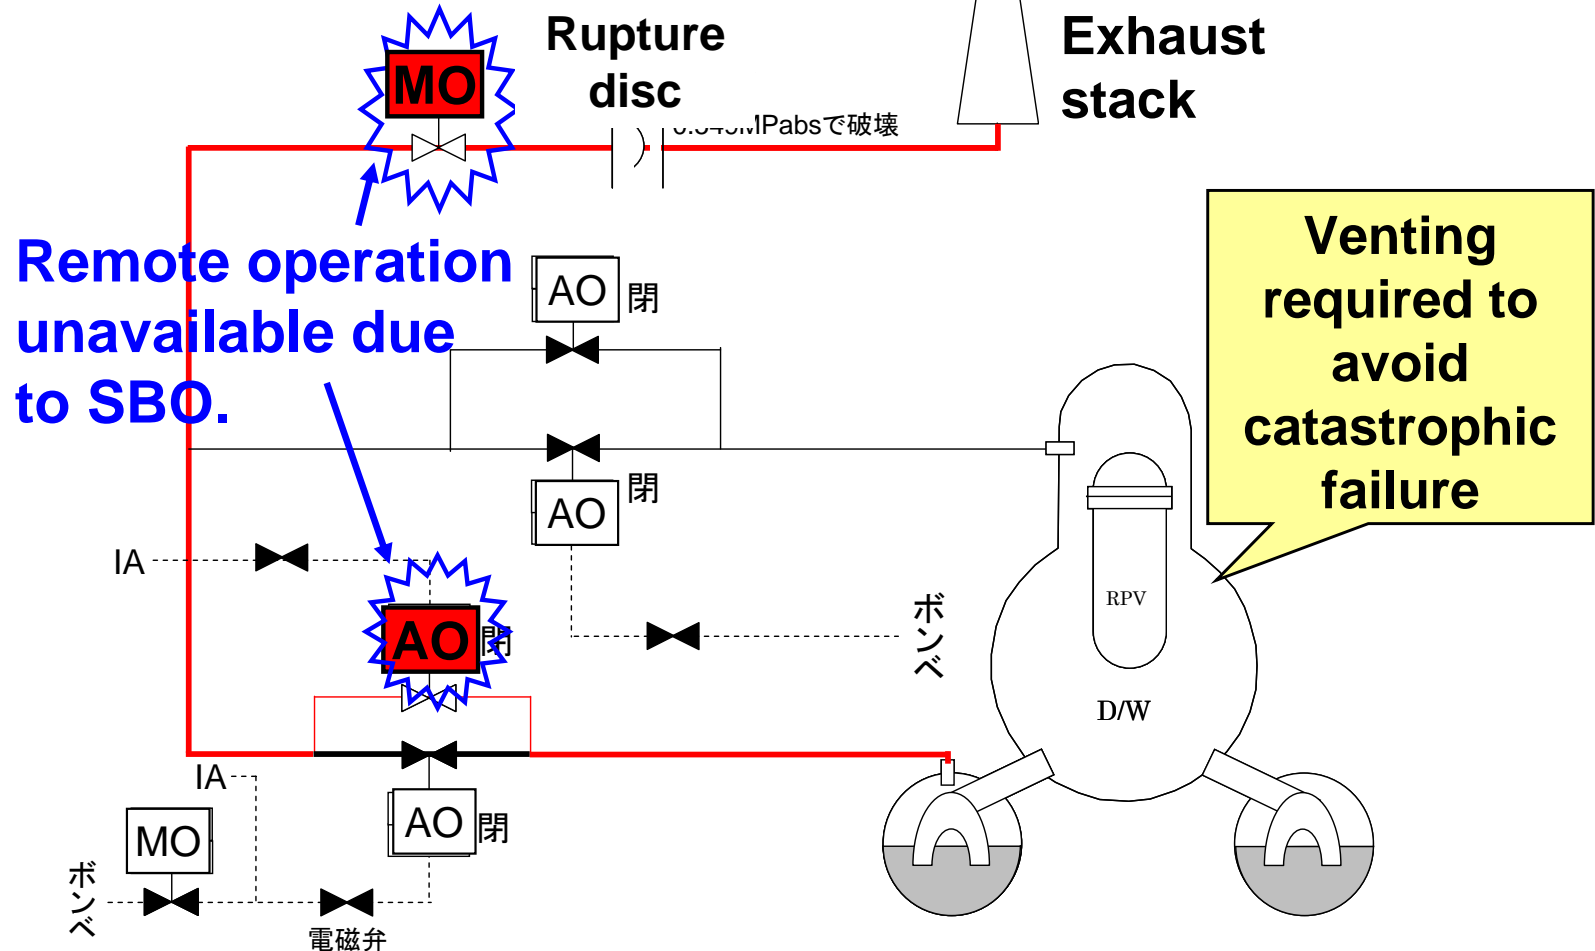 MO
Rupture
disc
Exhaust
stack
MPabsで破壊
Remote operation
unavailable due
to SBO.
AO 閉
Venting
required to
avoid
catastrophic
failure
閉
AO
IA
AO 閉
ボンベ
RPV
D/W
IA
MO
AO 閉
ボンベ
電磁弁